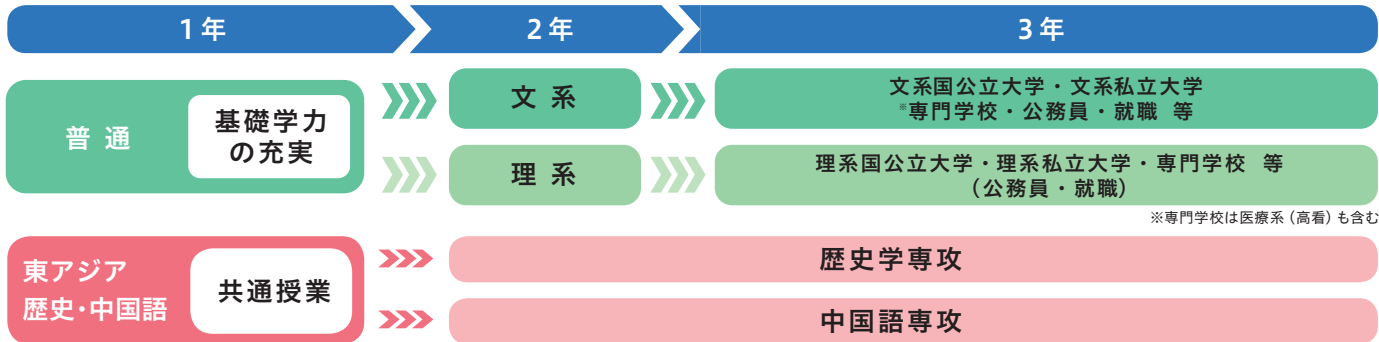 1年
2年
3年
普通
基礎学力
の充実
文系
文系国公立大学・文系私立大学
※専門学校・公務員・就職 等
理系
理系国公立大学・理系私立大学・専門学校 等
（公務員・就職）
※専門学校は医療系（高看）も含む
東アジア
歴史・中国語
共通授業
歴史学専攻
中国語専攻